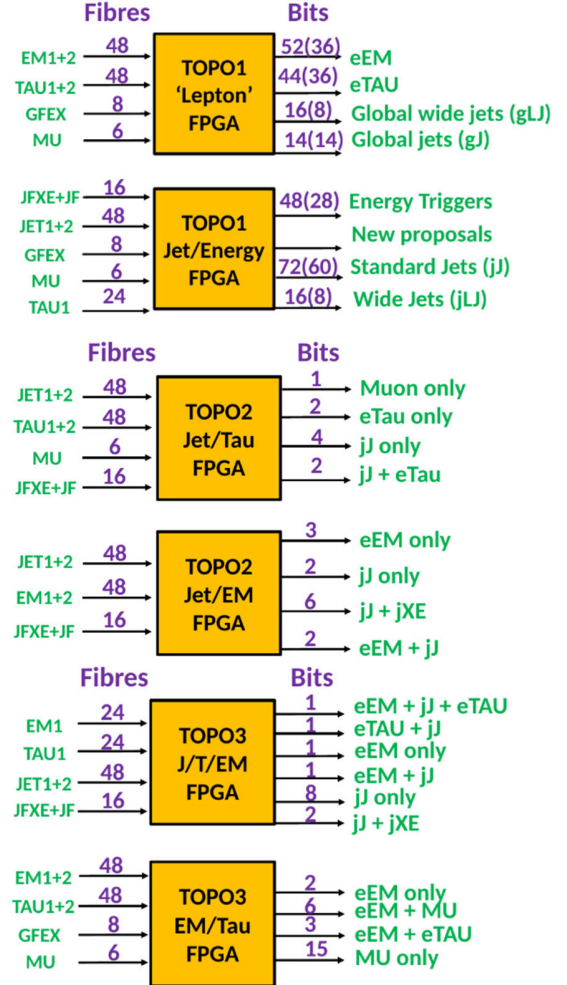 Fibres Bits
EM1+2 48 TOPO1 52(36) eEM
TAU1+2 48 'Lepton' 44(36) eTAU
GFEX 8 FPGA 16(8) Global wide jets (gLJ)
MU 6 14(14) Global jets (gJ)
JFXE+JF 16 TOPO1 48(28) Energy Triggers
JET1+2 48 Jet/Energy New proposals
GFEX 8 FPGA 72(60) Standard Jets (jJ)
MU 6 16(8) Wide Jets (jLJ)
TAU1 24
Fibres Bits
JET1+2 48 TOPO2 1 Muon only
TAU1+2 48 Jet/Tau 2 eTau only
MU 6 FPGA 4 jJ only
JFXE+JF 16 2 jJ + eTau
JET1+2 48 TOPO2 3 eEM only
EM1+2 48 Jet/EM 2 jJ only
JFXE+JF 16 FPGA 6 jJ + jXE
2 eEM + jJ
Fibres Bits
EM1 24 TOPO3 1 eEM + jJ + eTAU
TAU1 24 J/T/EM 1 eTAU + jJ
JET1+2 48 FPGA 1 eEM only
JFXE+JF 16 1 eEM + jJ
8 jJ only
2 jJ + jXE
EM1+2 48 TOPO3 2 eEM only
TAU1+2 48 EM/Tau 6 eEM + MU
GFEX 8 FPGA 3 eEM + eTAU
MU 6 15 MU only